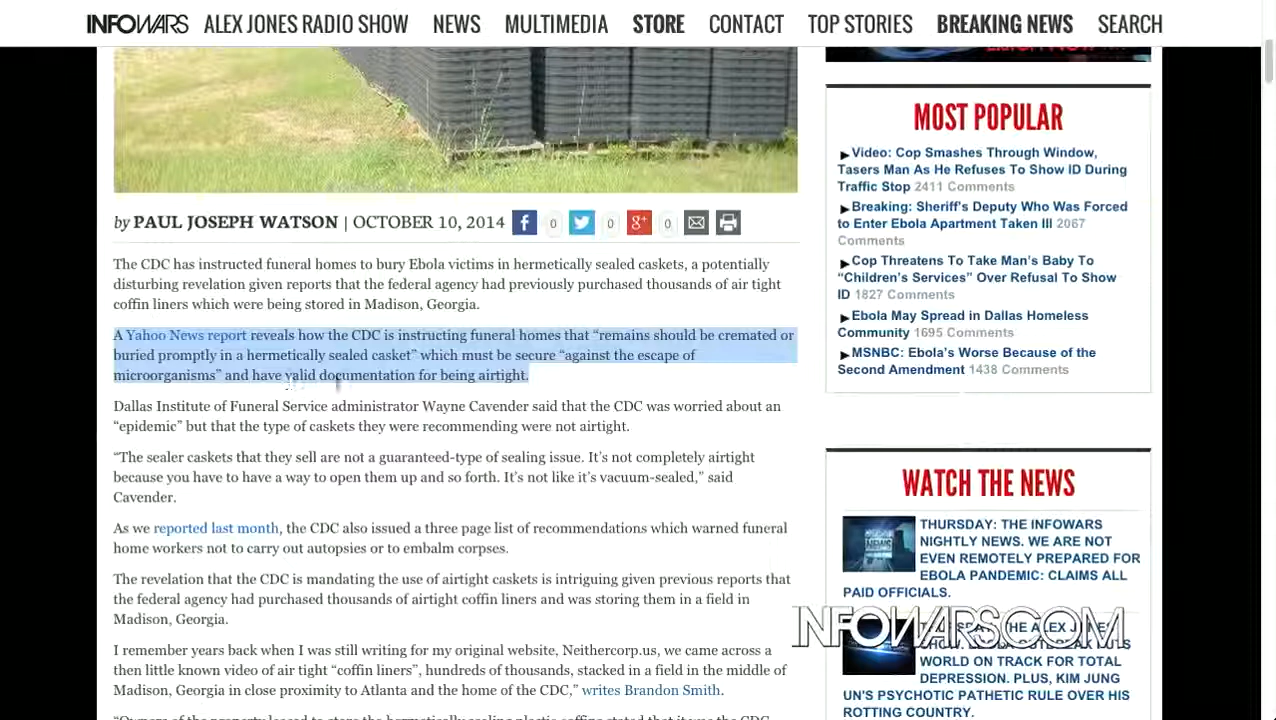 INFOWARS ALEX JONES RADIO SHOW NEWS MULTIMEDIA STORE CONTACT TOP STORIES BREAKING NEWS SEARCH
by PAUL JOSEPH WATSON | OCTOBER 10, 2014 0 0 0
The CDC has instructed funeral homes to bury Ebola victims in hermetically sealed caskets, a potentially
disturbing revelation given reports that the federal agency had previously purchased thousands of air tight
coffin liners which were being stored in Madison, Georgia.
A Yahoo News report reveals how the CDC is instructing funeral homes that “remains should be cremated or
buried promptly in a hermetically sealed casket” which must be secure “against the escape of
microorganisms” and have valid documentation for being airtight.
Dallas Institute of Funeral Service administrator Wayne Cavender said that the CDC was worried about an
“epidemic” but that the type of caskets they were recommending were not airtight.
“The sealer caskets that they sell are not a guaranteed-type of sealing issue. It’s not completely airtight
because you have to have a way to open them up and so forth. It’s not like it’s vacuum-sealed,” said
Cavender.
As we reported last month, the CDC also issued a three page list of recommendations which warned funeral
home workers not to carry out autopsies or to embalm corpses.
The revelation that the CDC is mandating the use of airtight caskets is intriguing given previous reports that
the federal agency had purchased thousands of airtight coffin liners and was storing them in a field in
Madison, Georgia.
I remember years back when I was still writing for my original website, Neithercorp.us, we came across a
then little known video of air tight “coffin liners”, hundreds of thousands, stacked in a field in the middle of
Madison, Georgia in close proximity to Atlanta and the home of the CDC,” writes Brandon Smith.
MOST POPULAR
Video: Cop Smashes Through Window,
Tasers Man As He Refuses To Show ID During
Traffic Stop 2411 Comments
Breaking: Sheriff’s Deputy Who Was Forced
to Enter Ebola Apartment Taken Ill 2067
Comments
Cop Threatens To Take Man’s Baby To
“Children’s Services” Over Refusal To Show
ID 1827 Comments
Ebola May Spread in Dallas Homeless
Community 1695 Comments
MSNBC: Ebola’s Worse Because of the
Second Amendment 1438 Comments
WATCH THE NEWS
THURSDAY: THE INFOWARS
NIGHTLY NEWS. WE ARE NOT
EVEN REMOTELY PREPARED FOR
EBOLA PANDEMIC: CLAIMS ALL
PAID OFFICIALS.
INFOWARS.COM
THE ALEX JONES
WORLD ON TRACK FOR TOTAL
DEPRESSION. PLUS, KIM JUNG
UN'S PSYCHOTIC PATHETIC RULE OVER HIS
ROTTING COUNTRY.